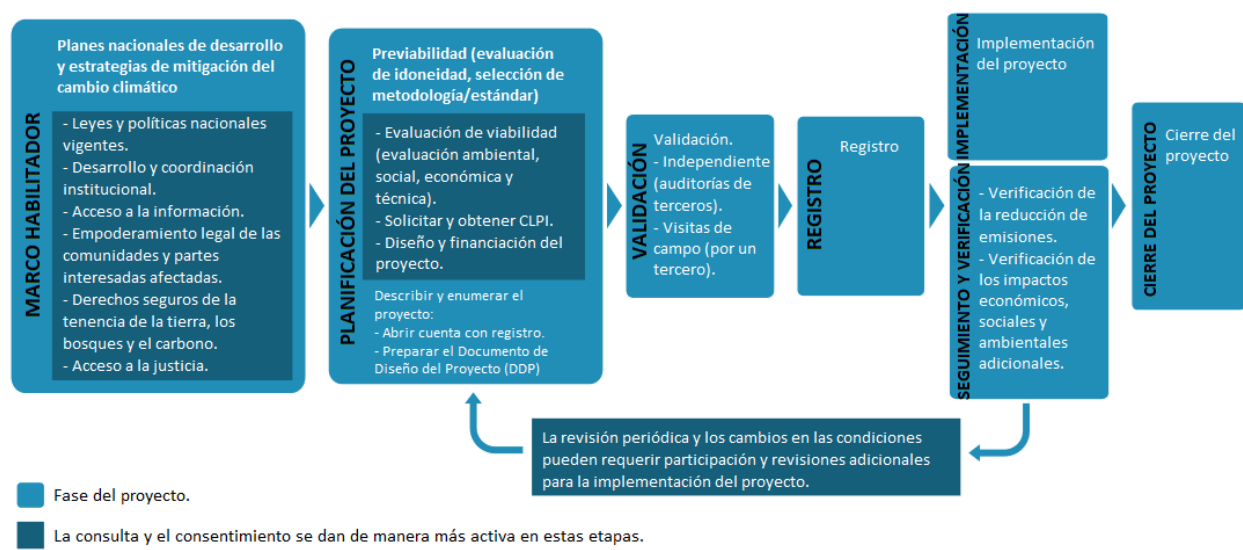 MARCO HABILITADOR
Planes nacionales de desarrollo
y estrategias de mitigación del
cambio climático
- Leyes y políticas nacionales
vigentes.
- Desarrollo y coordinación
institucional.
- Acceso a la información.
- Empoderamiento legal de las
comunidades y partes
interesadas afectadas.
- Derechos seguros de la
tenencia de la tierra, los
bosques y el carbono.
- Acceso a la justicia.
PLANIFICACIÓN DEL PROYECTO
Previabilidad (evaluación
de idoneidad, selección de
metodología/estándar)
- Evaluación de viabilidad
(evaluación ambiental,
social, económica y
técnica).
- Solicitar y obtener CLPI.
- Diseño y financiación del
proyecto.
Describir y enumerar el
proyecto:
- Abrir cuenta con registro.
- Preparar el Documento de
Diseño del Proyecto (DDP)
VALIDACIÓN
Validación.
- Independiente
(auditorías de
terceros).
- Visitas de
campo (por un
tercero).
REGISTRO
Registro
IMPLEMENTACIÓN
Implementación
del proyecto
SEGUIMIENTO Y VERIFICACIÓN
- Verificación de
la reducción de
emisiones.
- Verificación de
los impactos
económicos,
sociales y
ambientales
adicionales.
CIERRE DEL PROYECTO
Cierre del
proyecto
La revisión periódica y los cambios en las condiciones
pueden requerir participación y revisiones adicionales
para la implementación del proyecto.
Fase del proyecto.
La consulta y el consentimiento se dan de manera más activa en estas etapas.